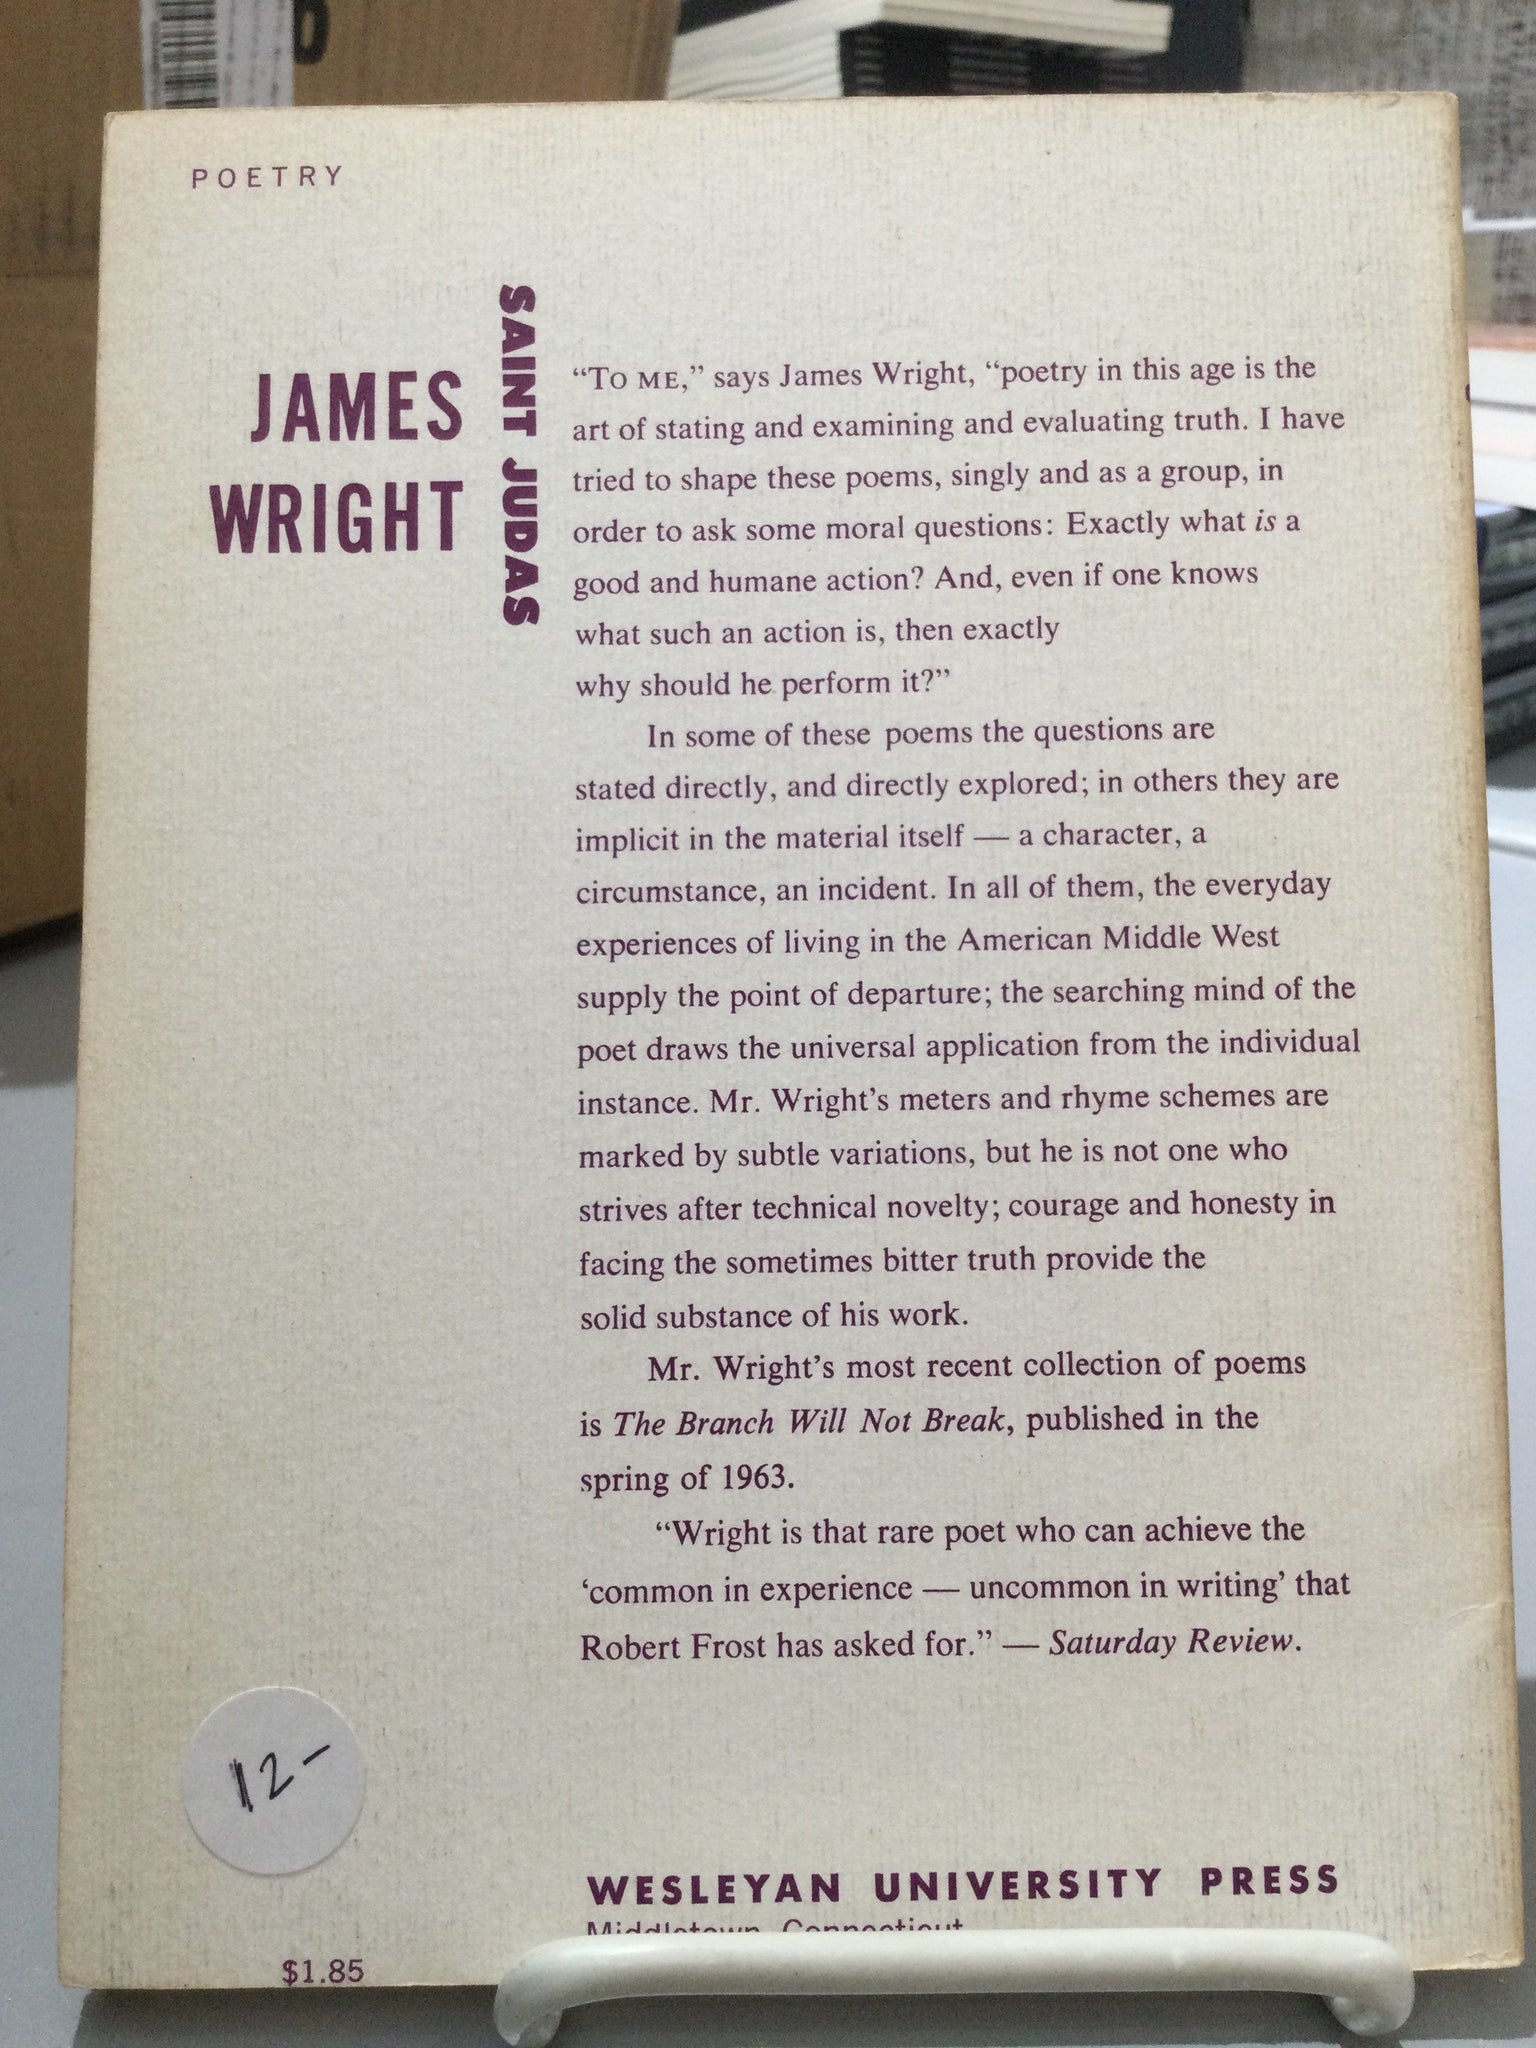 POETRY
JAMES
WRIGHT
SAINT JUDAS
“TO ME,” says James Wright, “poetry in this age is the
art of stating and examining and evaluating truth. I have
tried to shape these poems, singly and as a group, in
order to ask some moral questions: Exactly what is a
good and humane action? And, even if one knows
what such an action is, then exactly
why should he perform it?”
In some of these poems the questions are
stated directly, and directly explored; in others they are
implicit in the material itself — a character, a
circumstance, an incident. In all of them, the everyday
experiences of living in the American Middle West
supply the point of departure; the searching mind of the
poet draws the universal application from the individual
instance. Mr. Wright’s meters and rhyme schemes are
marked by subtle variations, but he is not one who
strives after technical novelty; courage and honesty in
facing the sometimes bitter truth provide the
solid substance of his work.
Mr. Wright’s most recent collection of poems
is The Branch Will Not Break, published in the
spring of 1963.
“Wright is that rare poet who can achieve the
‘common in experience — uncommon in writing’ that
Robert Frost has asked for.” — Saturday Review.
12-
WESLEYAN UNIVERSITY PRESS
Middletown, Connecticut
$1.85